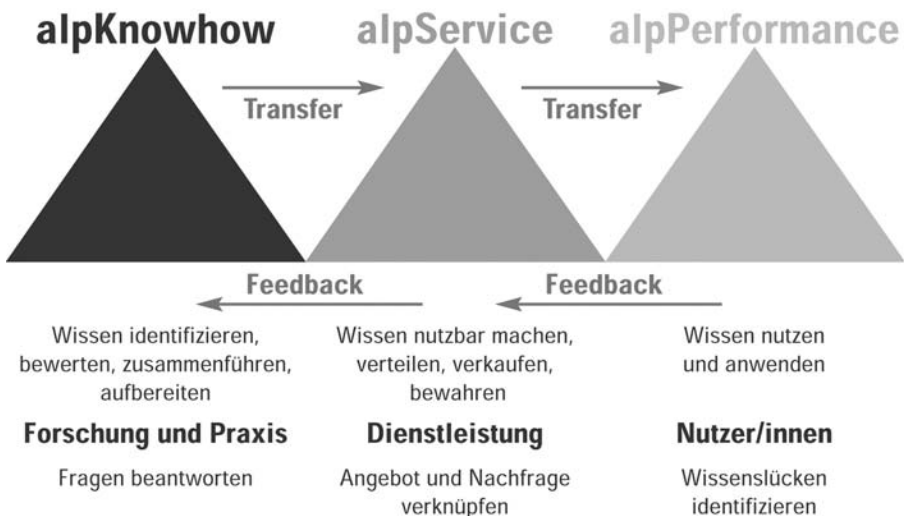 alpKnowhow
alpService
alpPerformance
Transfer
Transfer
Feedback
Feedback
Wissen identifizieren,
bewerten, zusammenführen,
aufbereiten
Wissen nutzbar machen,
verteilen, verkaufen,
bewahren
Wissen nutzen
und anwenden
Forschung und Praxis
Dienstleistung
Nutzer/innen
Fragen beantworten
Angebot und Nachfrage
verknüpfen
Wissenslücken
identifizieren